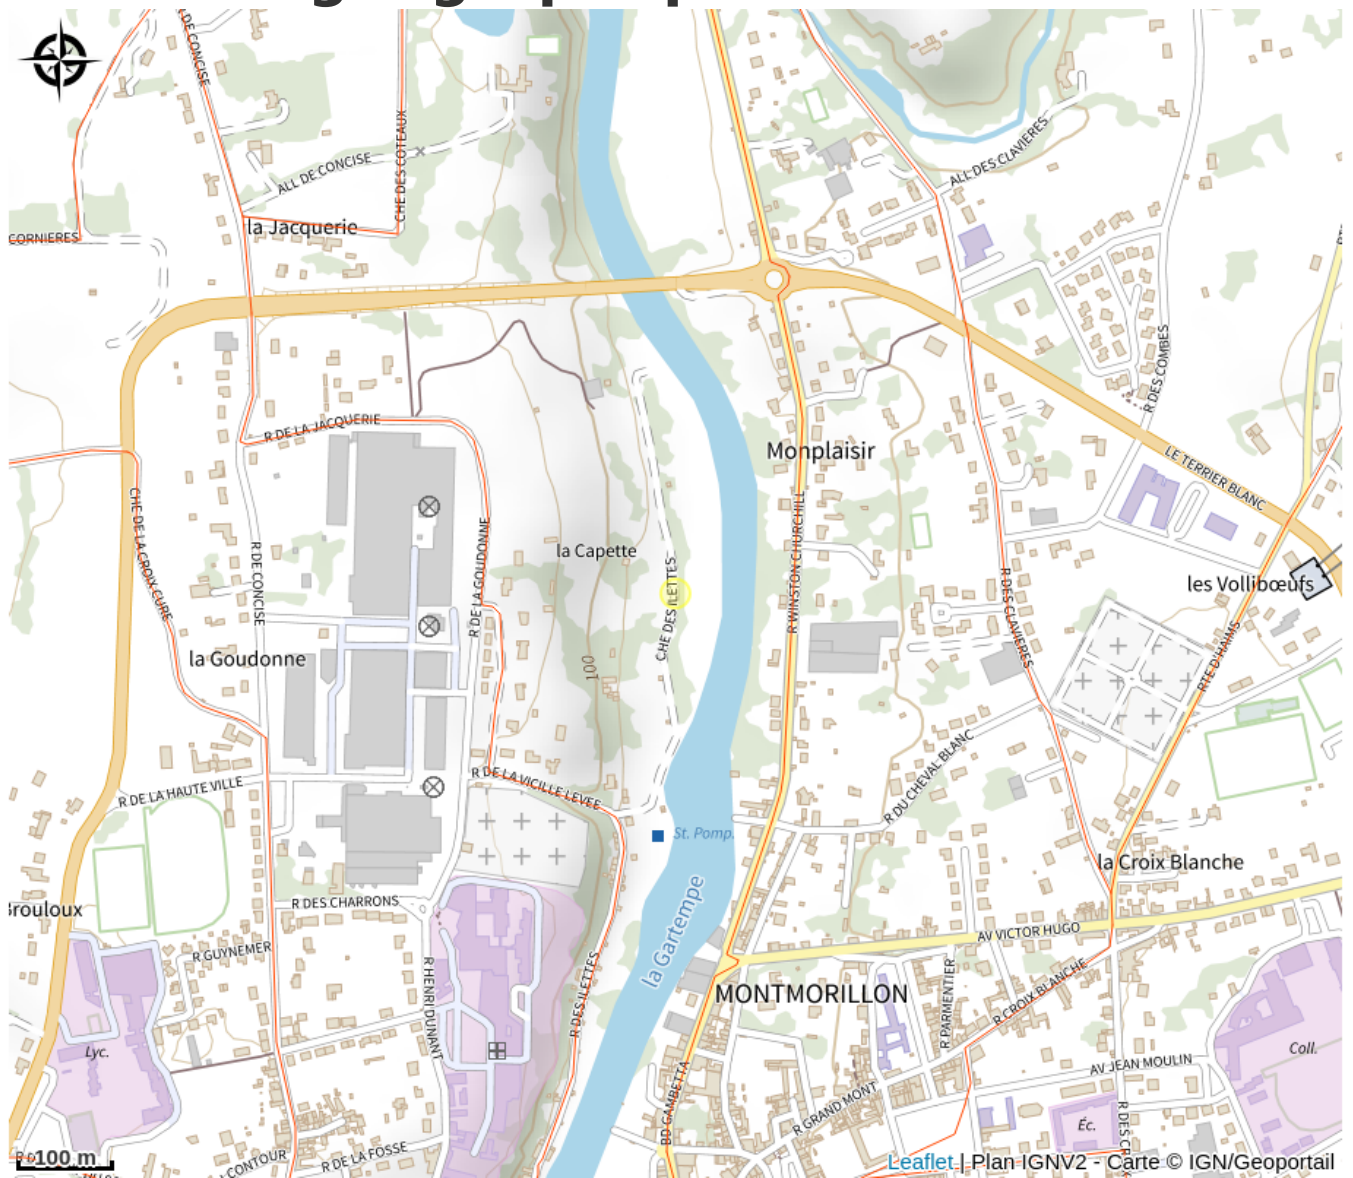 R DE CONCISE
CHE DES COTEAUX
ALL DE CONCISE
ALL DES CLAVIERES
la Jacquerie
CORNIERES
R DES COMBES
R DE LA JACQUERIE
Monplaisir
LE TERRIER BLANC
CHE DE LA CROIX CURE
R DE CONCISE
R DE LA GOUDONNE
la Capette
CHE DES ILETTES
R WINSTON CHURCHILL
R DES CLAVIERES
les Vollibœufs
la Goudonne
100
RTE D'HAIMS
R DU CHEVAL BLANC
R DE LA HAUTE VILLE
R DE LA VICILLE LEVEE
St. Pomp.
la Croix Blanche
Brouloux
R DES CHARRONS
la Gartempe
AV VICTOR HUGO
R GUYNEMER
R HENRI DUNANT
R DES ILETTES
MONTMORILLON
R PARMENTIER
R CROIX BLANCHE
Lyc.
Coll.
AV JEAN MOULIN
BD GAMBETTA
R GRAND MONT
Éc.
R DES C
CONTOUR
R DE LA FOSSE
100 m
Leaflet | Plan IGNV2 - Carte © IGN/Geoportail